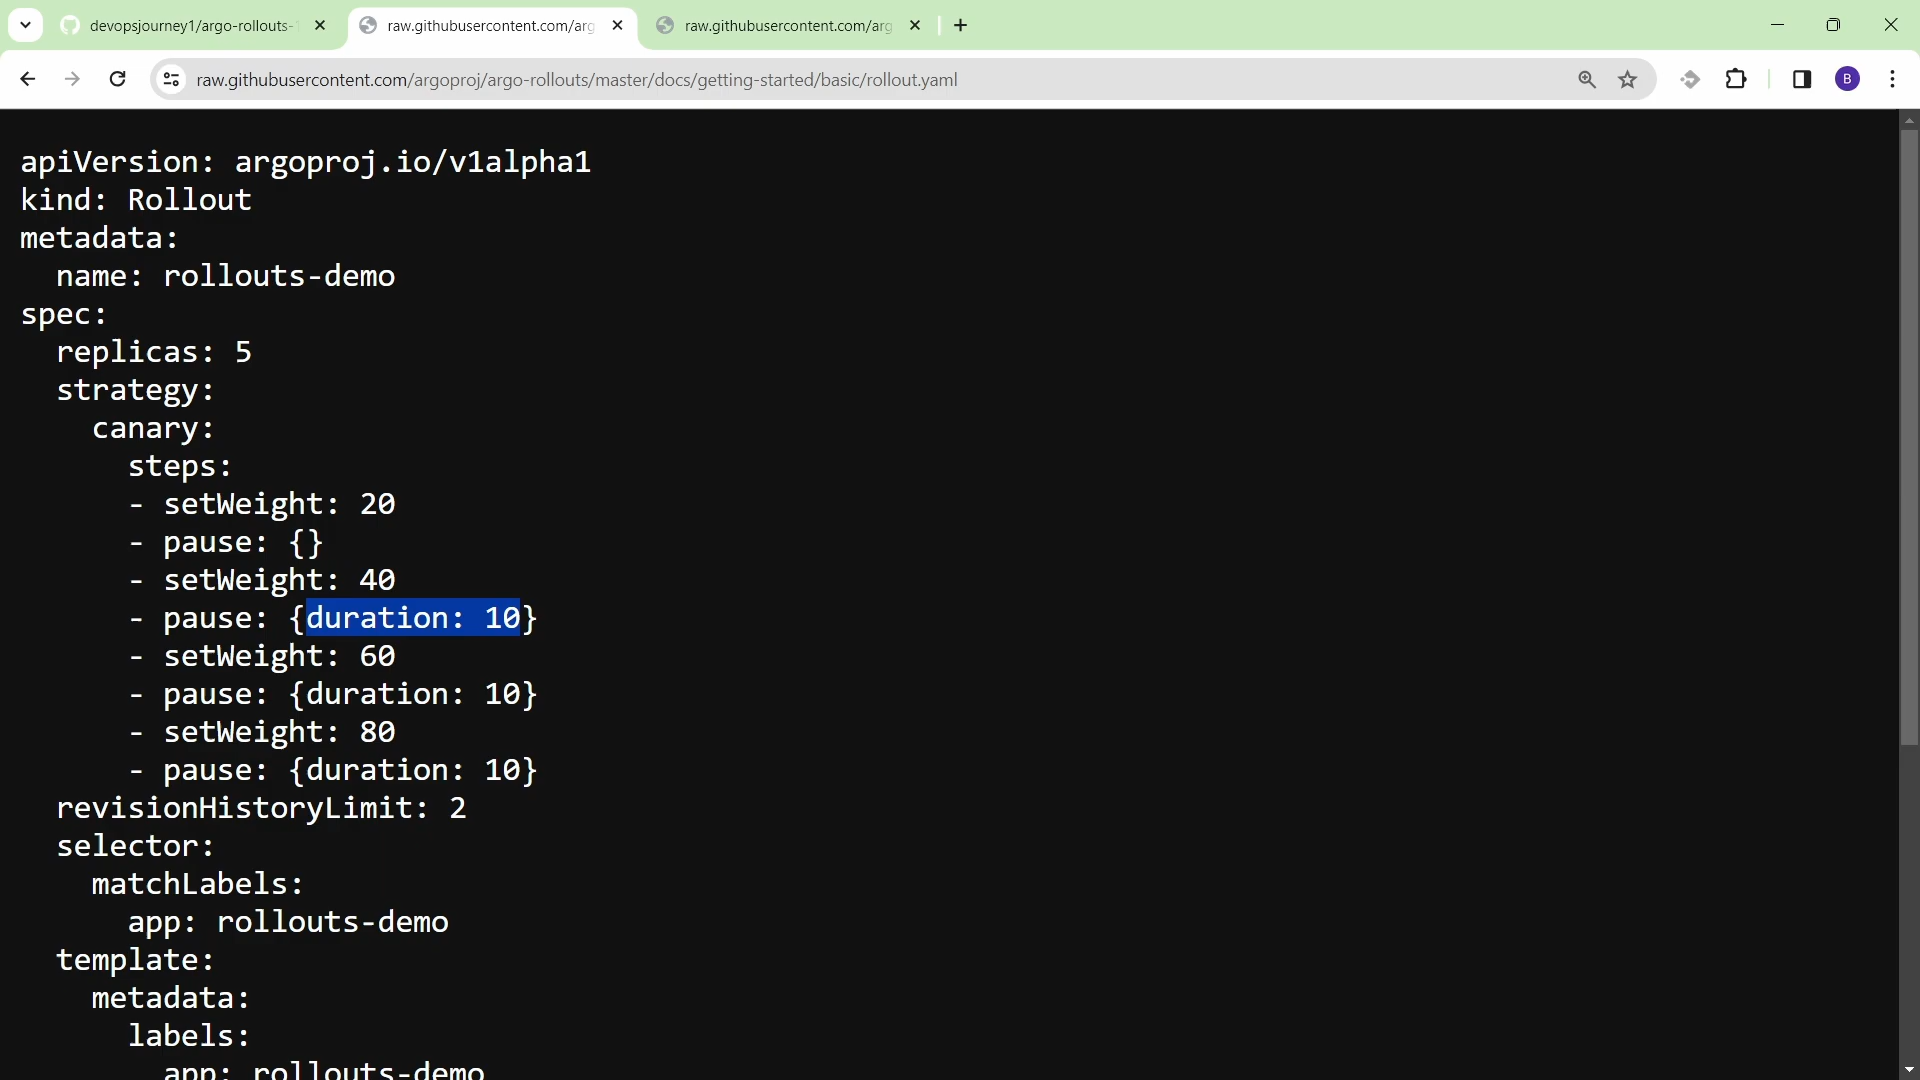 devopsjourney1/argo-rollouts-
raw.githubusercontent.com/arg
raw.githubusercontent.com/arg
raw.githubusercontent.com/argoproj/argo-rollouts/master/docs/getting-started/basic/rollout.yaml
B
apiVersion: argoproj.io/v1alpha1
kind: Rollout
metadata:
  name: rollouts-demo
spec:
  replicas: 5
  strategy:
    canary:
      steps:
      - setWeight: 20
      - pause: {}
      - setWeight: 40
      - pause: {duration: 10}
      - setWeight: 60
      - pause: {duration: 10}
      - setWeight: 80
      - pause: {duration: 10}
  revisionHistoryLimit: 2
  selector:
    matchLabels:
      app: rollouts-demo
  template:
    metadata:
      labels:
        app: rollouts-demo